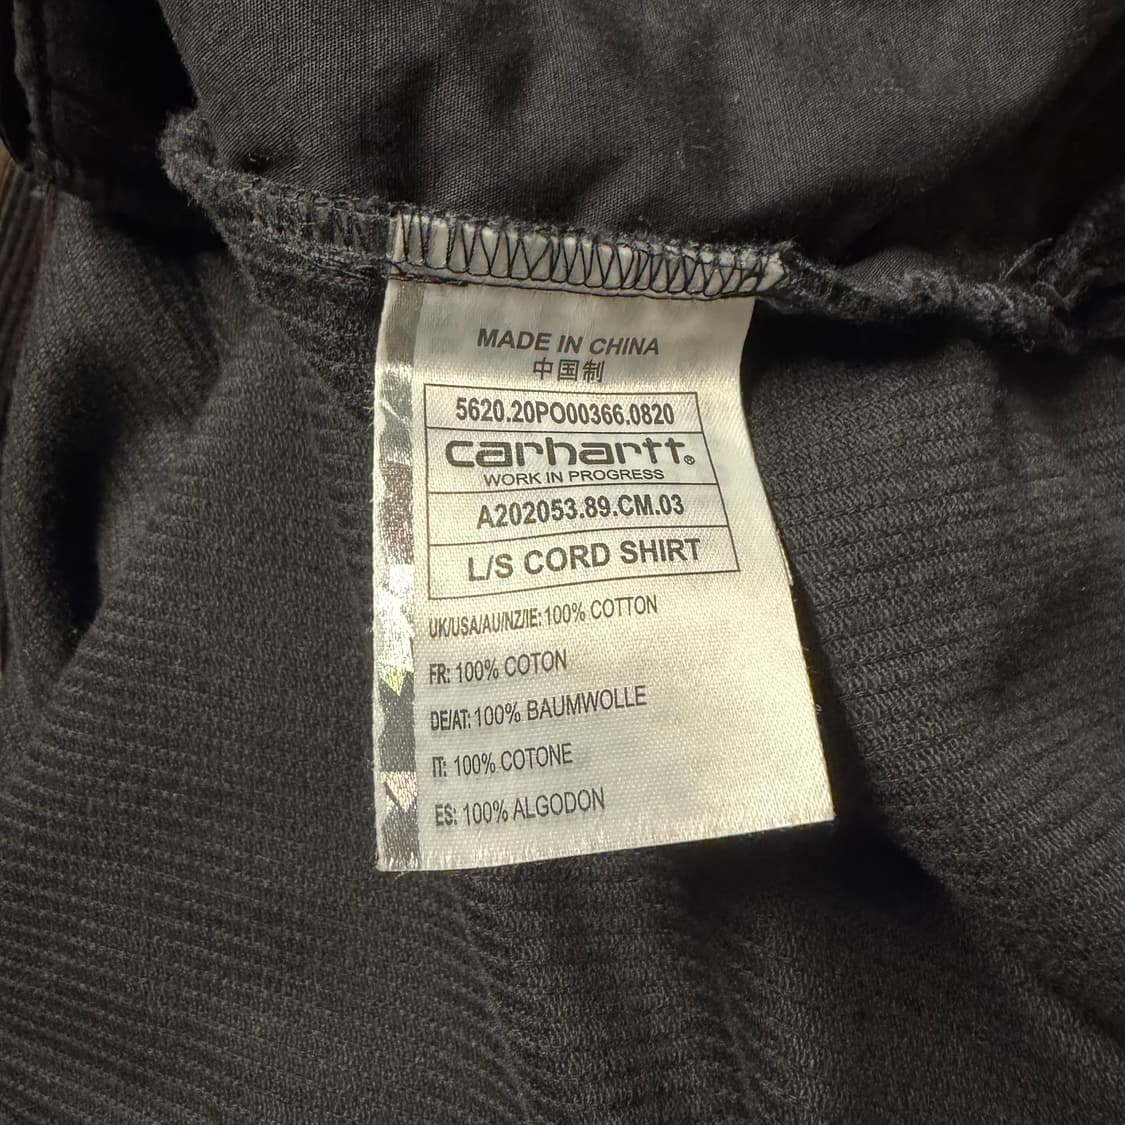 MADE IN CHINA
中国制
5620.20PO00366.0820
carhartt®
WORK IN PROGRESS
A202053.89.CM.03
L/S CORD SHIRT
UK/USA/AU/NZ/IE: 100% COTTON
FR: 100% COTON
DE/AT: 100% BAUMWOLLE
IT: 100% COTONE
ES: 100% ALGODON